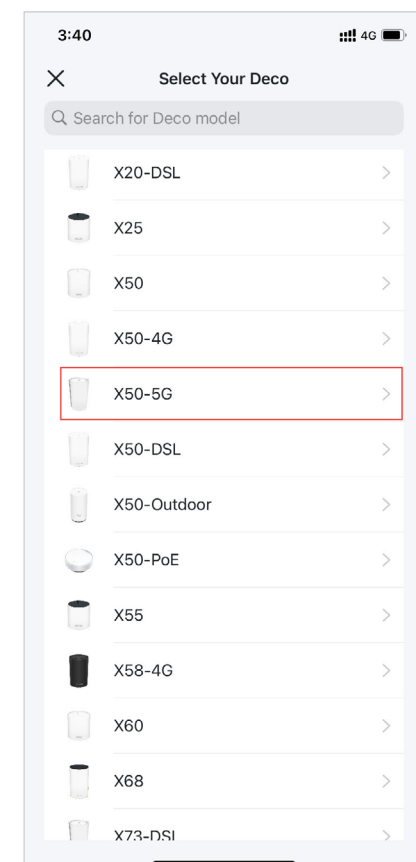 3:40
4G
Select Your Deco
Search for Deco model
X20-DSL
X25
X50
X50-4G
X50-5G
X50-DSL
X50-Outdoor
X50-PoE
X55
X58-4G
X60
X68
X73-DSL